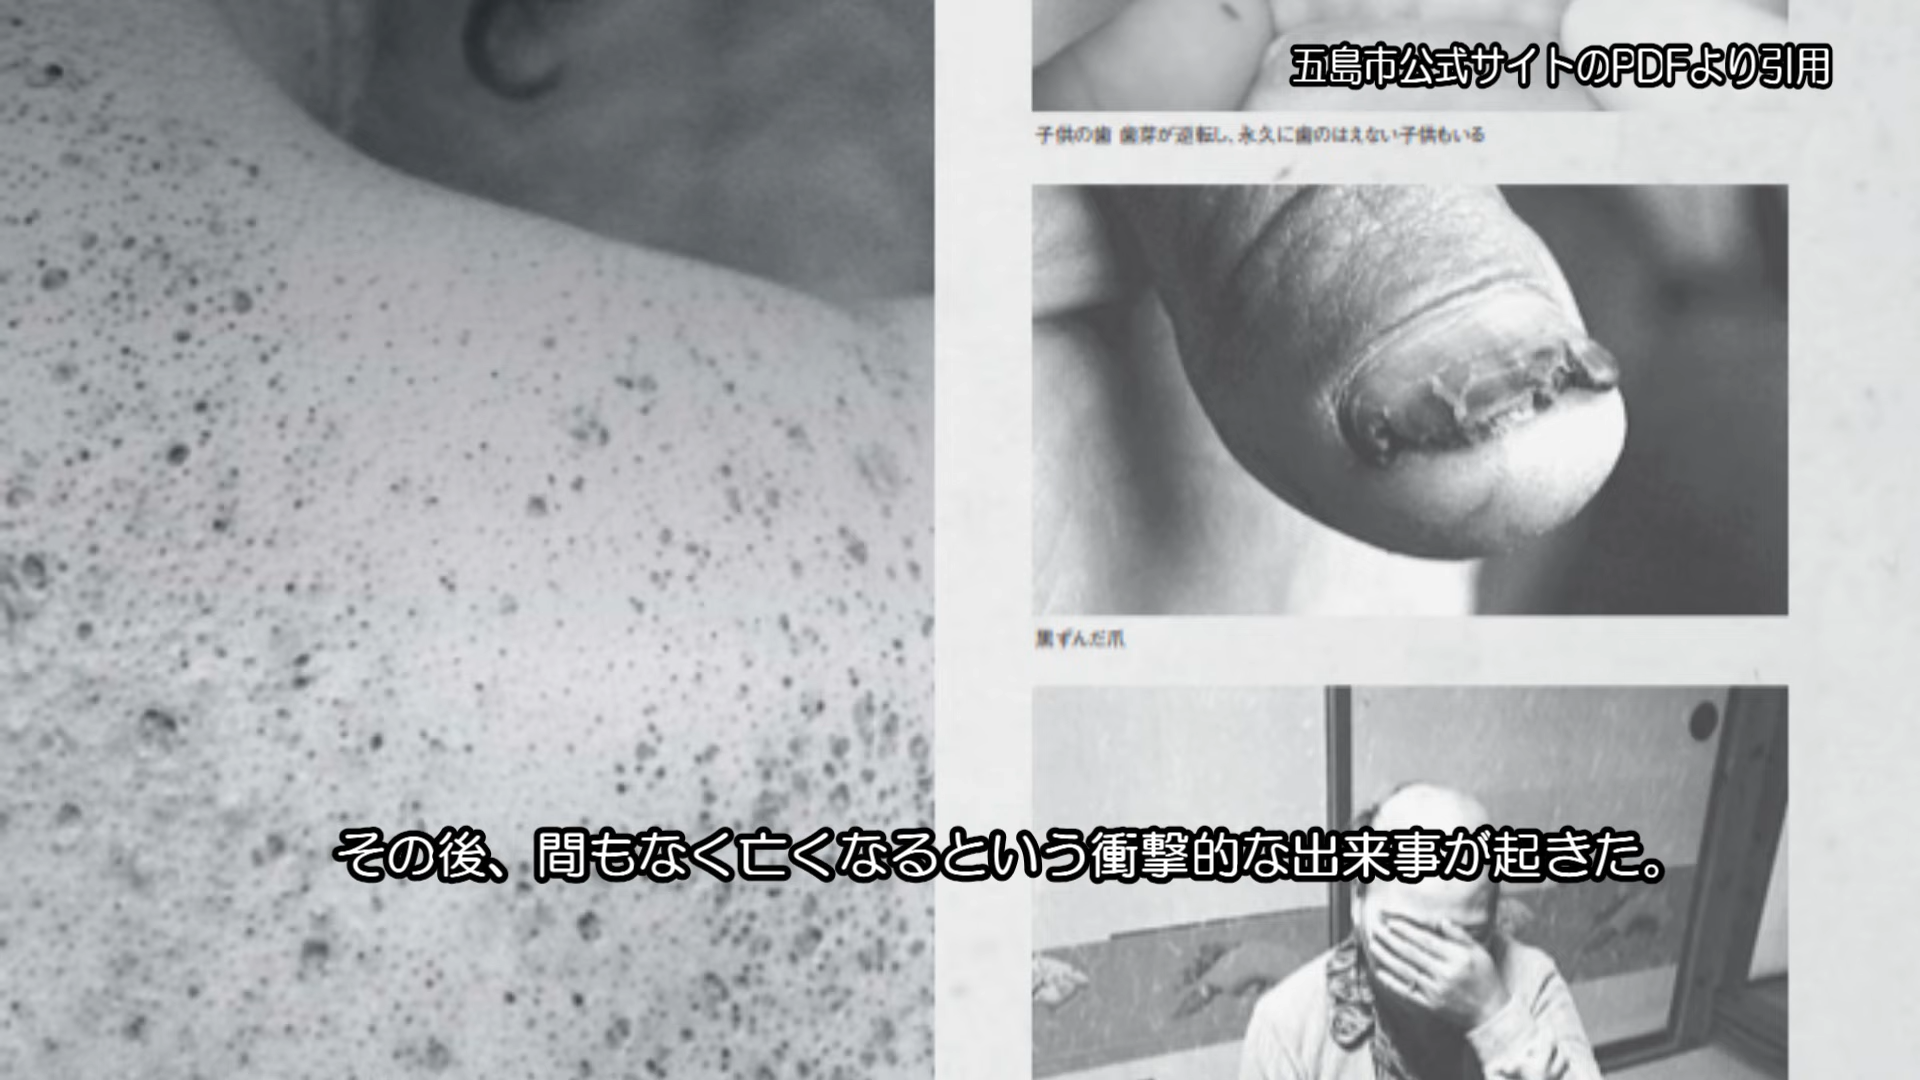 五島市公式サイトのPDFより引用
子供の歯 歯芽が逆転し、永久に歯のはえない子供もいる
黒ずんだ爪
その後、間もなく亡くなるという衝撃的な出来事が起きた。